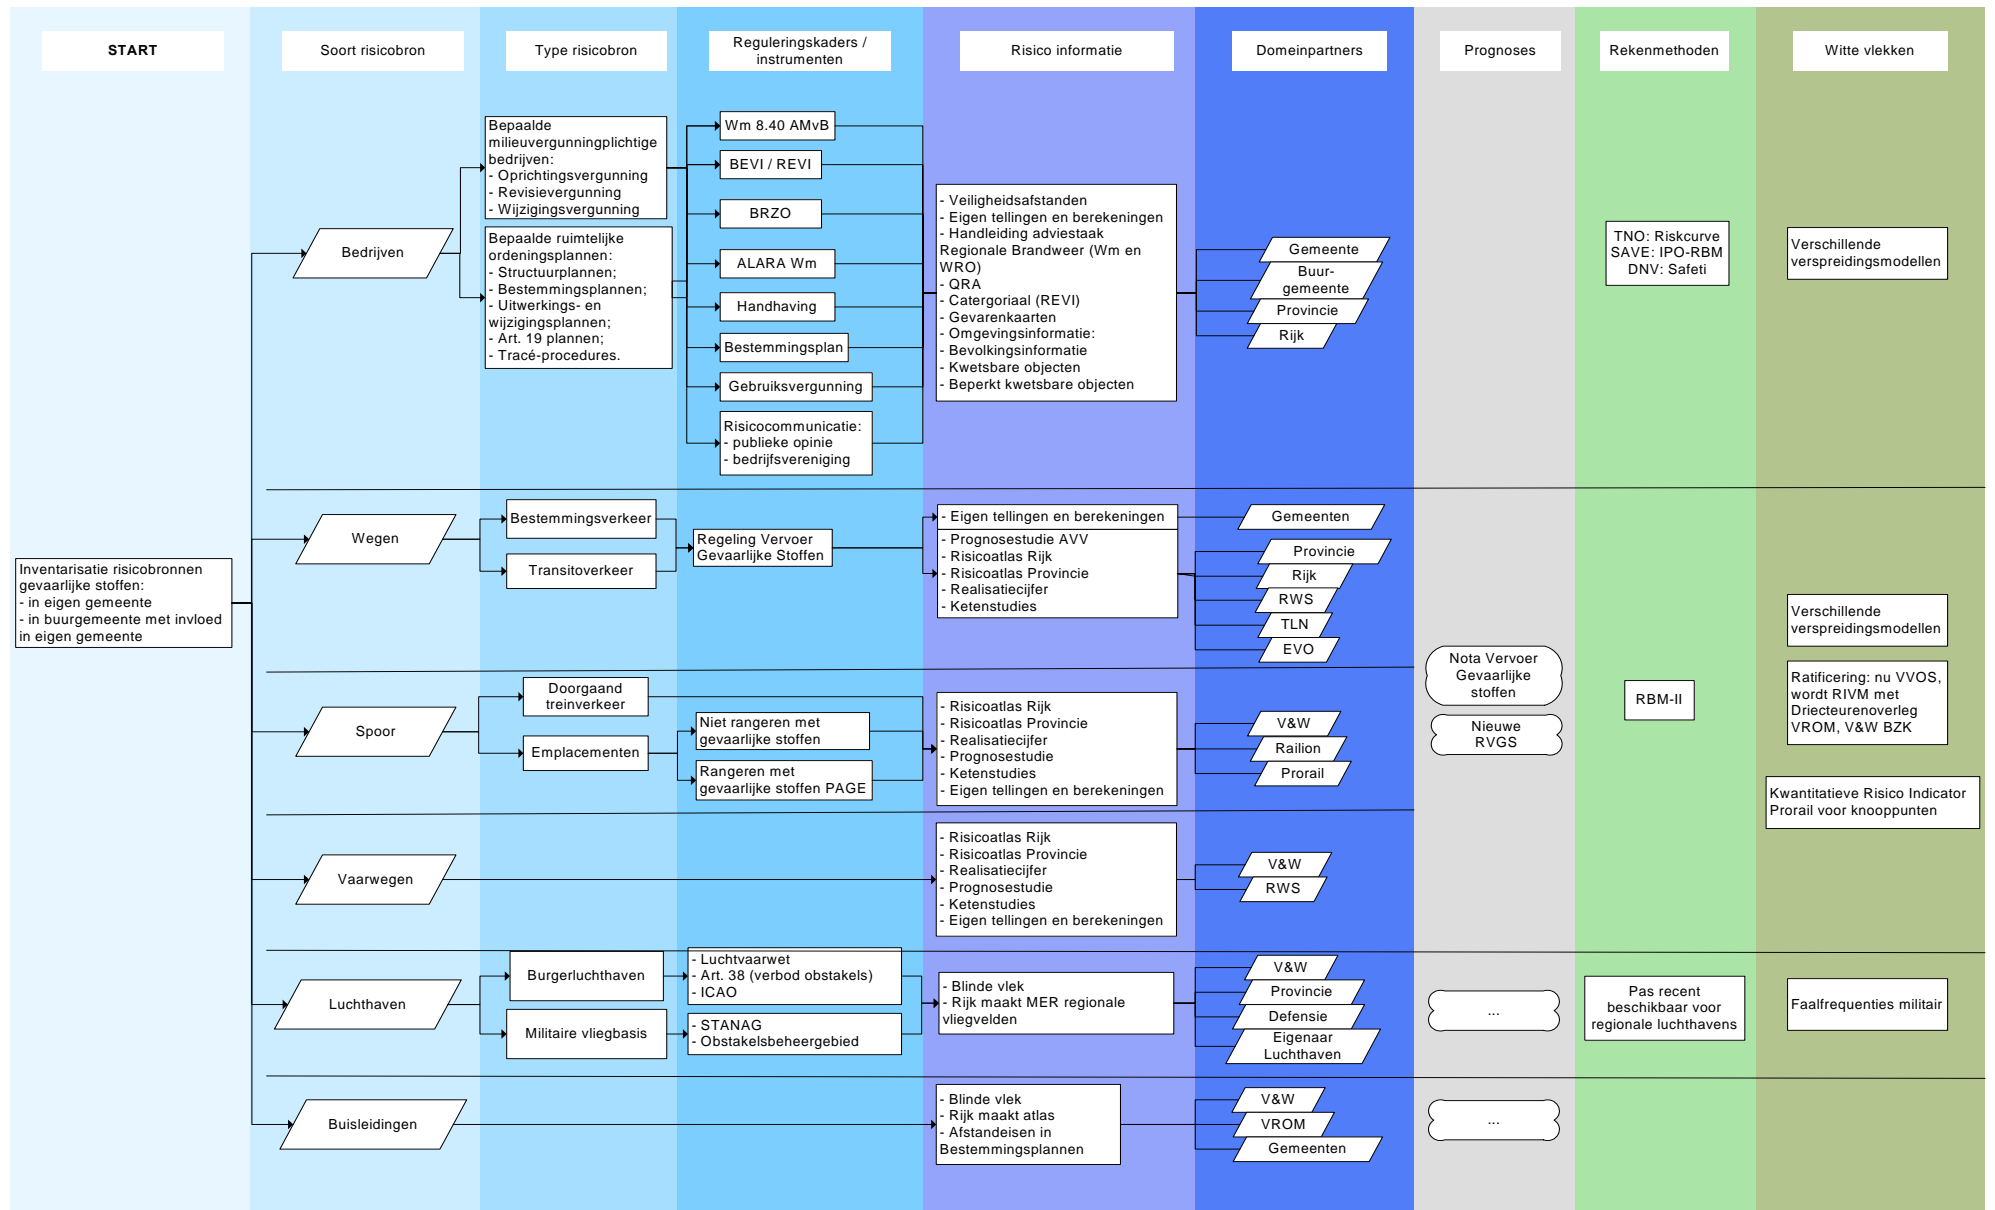 START
Soort risicobron
Type risicobron
Reguleringskaders /
instrumenten
Risico informatie
Domeinpartners
Prognoses
Rekenmethoden
Witte vlekken
Inventarisatie risicobronnen
gevaarlijke stoffen:
- in eigen gemeente
- in buurgemeente met invloed
in eigen gemeente
Bedrijven
Bepaalde
milieuvergunningplichtige
bedrijven:
- Oprichtingsvergunning
- Revisievergunning
- Wijzigingsvergunning
Bepaalde ruimtelijke
ordeningsplannen:
- Structuurplannen;
- Bestemmingsplannen;
- Uitwerkings- en
wijzigingsplannen;
- Art. 19 plannen;
- Tracé-procedures.
Wm 8.40 AMvB
BEVI / REVI
BRZO
ALARA Wm
Handhaving
Bestemmingsplan
Gebruiksvergunning
Risicocommunicatie:
- publieke opinie
- bedrijfsvereniging
- Veiligheidsafstanden
- Eigen tellingen en berekeningen
- Handleiding adviestaak
Regionale Brandweer (Wm en
WRO)
- QRA
- Catergoriaal (REVI)
- Gevarenkaarten
- Omgevingsinformatie:
- Bevolkingsinformatie
- Kwetsbare objecten
- Beperkt kwetsbare objecten
Gemeente
Buur-
gemeente
Provincie
Rijk
TNO: Riskcurve
SAVE: IPO-RBM
DNV: Safeti
Verschillende
verspreidingsmodellen
Wegen
Bestemmingsverkeer
Transitoverkeer
Regeling Vervoer
Gevaarlijke Stoffen
- Eigen tellingen en berekeningen
- Prognosestudie AVV
- Risicoatlas Rijk
- Risicoatlas Provincie
- Realisatiecijfer
- Ketenstudies
Gemeenten
Provincie
Rijk
RWS
TLN
EVO
Verschillende
verspreidingsmodellen
Spoor
Doorgaand
treinverkeer
Emplacementen
Niet rangeren met
gevaarlijke stoffen
Rangeren met
gevaarlijke stoffen PAGE
- Risicoatlas Rijk
- Risicoatlas Provincie
- Realisatiecijfer
- Prognosestudie
- Ketenstudies
- Eigen tellingen en berekeningen
V&W
Railion
Prorail
Nota Vervoer
Gevaarlijke
stoffen
Nieuwe
RVGS
RBM-II
Ratificering: nu VVOS,
wordt RIVM met
Driecteurenoverleg
VROM, V&W BZK
Kwantitatieve Risico Indicator
Prorail voor knooppunten
Vaarwegen
- Risicoatlas Rijk
- Risicoatlas Provincie
- Realisatiecijfer
- Prognosestudie
- Ketenstudies
- Eigen tellingen en berekeningen
V&W
RWS
Luchthaven
Burgerluchthaven
Militaire vliegbasis
- Luchtvaarwet
- Art. 38 (verbod obstakels)
- ICAO
- STANAG
- Obstakelsbeheergebied
- Blinde vlek
- Rijk maakt MER regionale
vliegvelden
V&W
Provincie
Defensie
Eigenaar
Luchthaven
...
Pas recent
beschikbaar voor
regionale luchthavens
Faalfrequenties militair
Buisleidingen
- Blinde vlek
- Rijk maakt atlas
- Afstandeisen in
Bestemmingsplannen
V&W
VROM
Gemeenten
...